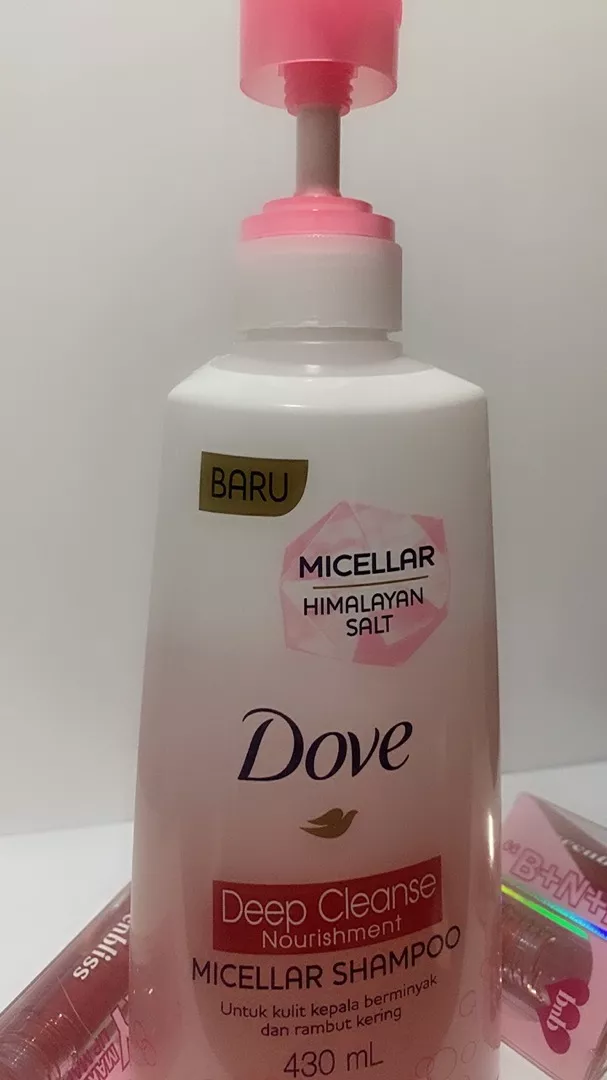 BARU
MICELLAR
HIMALAYAN
SALT
Dove
Deep Cleanse
Nourishment
MICELLAR SHAMPOO
Untuk kulit kepala berminyak
dan rambut kering
430 mL
B+N+
bnb